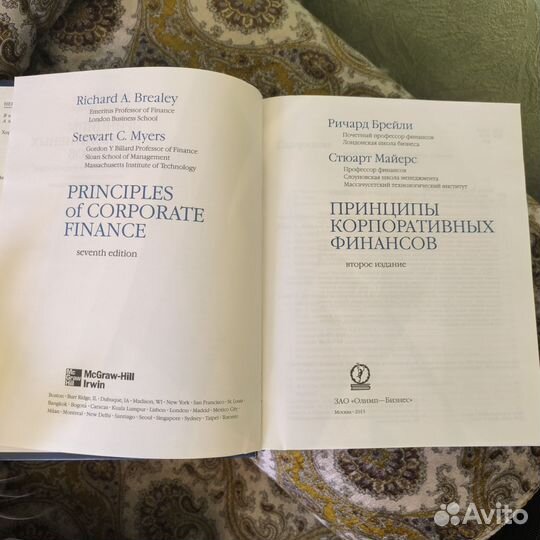 Richard A. Brealey
Emeritus Professor of Finance
London Business School
Stewart C. Myers
Gordon Y Billard Professor of Finance
Sloan School of Management
Massachusetts Institute of Technology
PRINCIPLES
of CORPORATE
FINANCE
seventh edition
Mc
Graw
Hill
McGraw-Hill
Irwin
Boston • Burr Ridge, IL • Dubuque, IA • Madison, WI • New York • San Francisco • St. Louis
Bangkok • Bogotá • Caracas • Kuala Lumpur • Lisbon • London • Madrid • Mexico City
Milan • Montreal • New Delhi • Santiago • Seoul • Singapore • Sydney • Taipei • Toronto
Ричард Брейли
Почетный профессор финансов
Лондонская школа бизнеса
Стюарт Майерс
Профессор финансов
Слоуновская школа менеджмента
Массачусетский технологический институт
ПРИНЦИПЫ
КОРПОРАТИВНЫХ
ФИНАНСОВ
второе издание
ЗАО «Олимп—Бизнес»
Москва • 2015
Avito